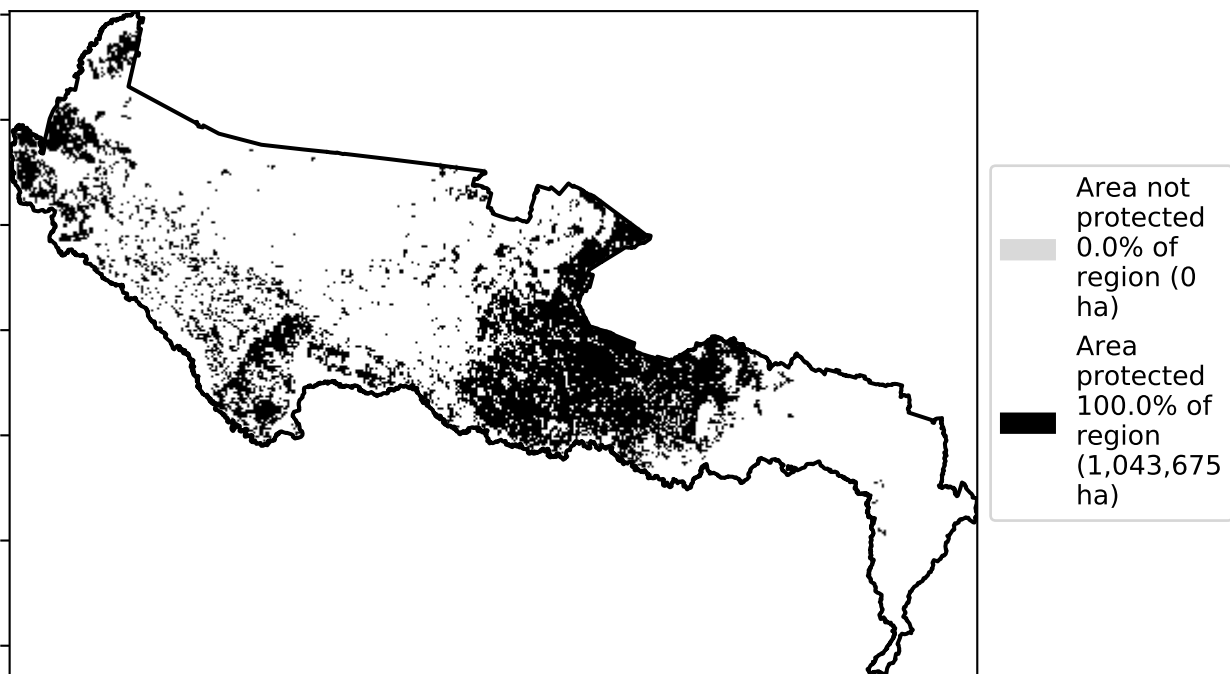 Area not
protected
0.0% of
region (0
ha)
Area
protected
100.0% of
region
(1,043,675
ha)